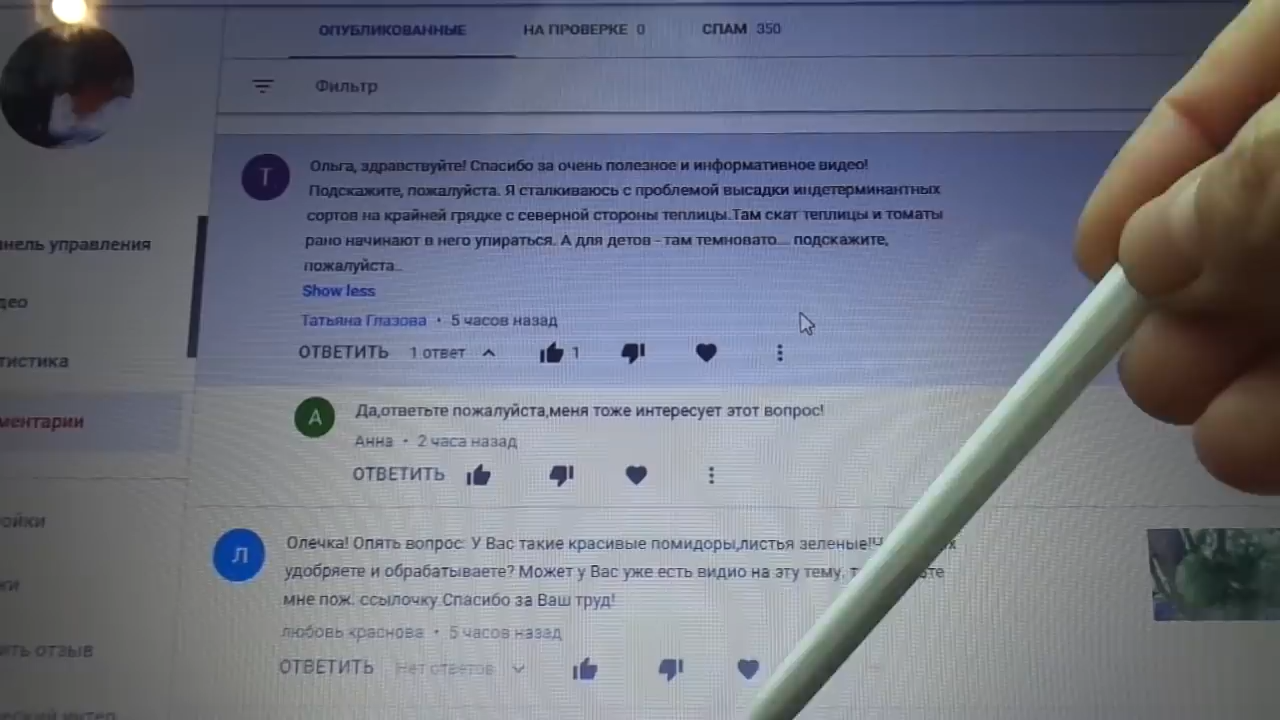 ОПУБЛИКОВАННЫЕ НА ПРОВЕРКЕ 0 СПАМ 350
Фильтр
Т
Ольга, здравствуйте! Спасибо за очень полезное и информативное видео!
Подскажите, пожалуйста. Я сталкиваюсь с проблемой высадки индетерминантных
сортов на крайней грядке с северной стороны теплицы.Там скат теплицы и томаты
рано начинают в него упираться. А для детов - там темновато... подскажите,
пожалуйста...
Show less
Татьяна Глазова • 5 часов назад
ОТВЕТИТЬ 1 ответ 1
А
Да,ответьте пожалуйста,меня тоже интересует этот вопрос!
Анна • 2 часа назад
ОТВЕТИТЬ
Л
Олечка! Опять вопрос: У Вас такие красивые помидоры,листья зеленые!
удобряете и обрабатываете? Может у Вас уже есть видио на эту тему,
мне пож. ссылочку.Спасибо за Ваш труд!
любовь краснова • 5 часов назад
ОТВЕТИТЬ Нет ответов
нель управления
део
тистика
ментарии
ойки
ки
ить отзыв